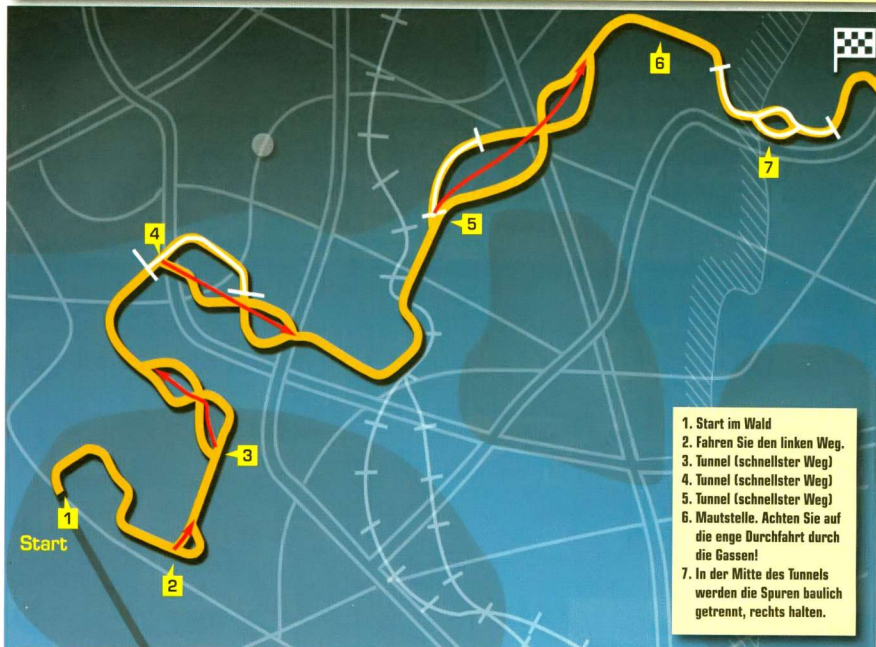 6
7
5
4
3
1
Start
2
1. Start im Wald
2. Fahren Sie den linken Weg.
3. Tunnel (schnellster Weg)
4. Tunnel (schnellster Weg)
5. Tunnel (schnellster Weg)
6. Mautstelle. Achten Sie auf
die enge Durchfahrt durch
die Gassen!
7. In der Mitte des Tunnels
werden die Spuren baulich
getrennt, rechts halten.